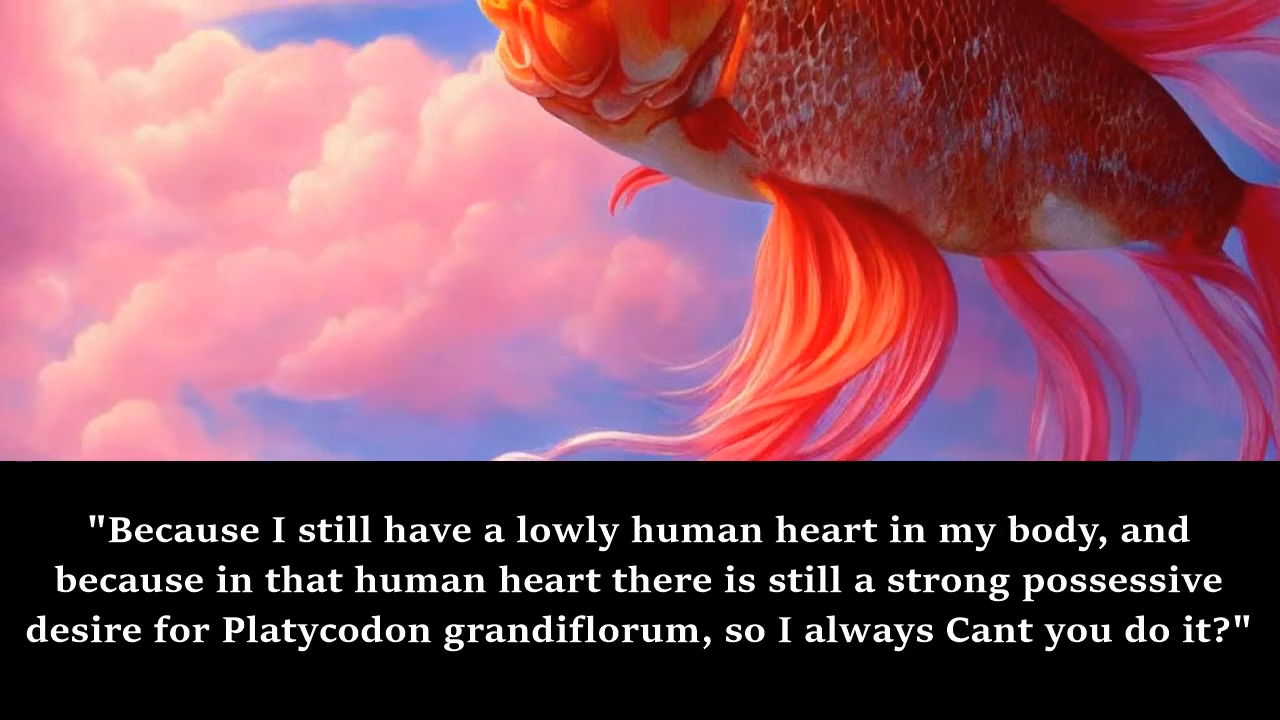 "Because I still have a lowly human heart in my body, and
because in that human heart there is still a strong possessive
desire for Platycodon grandiflorum, so I always Cant you do it?"